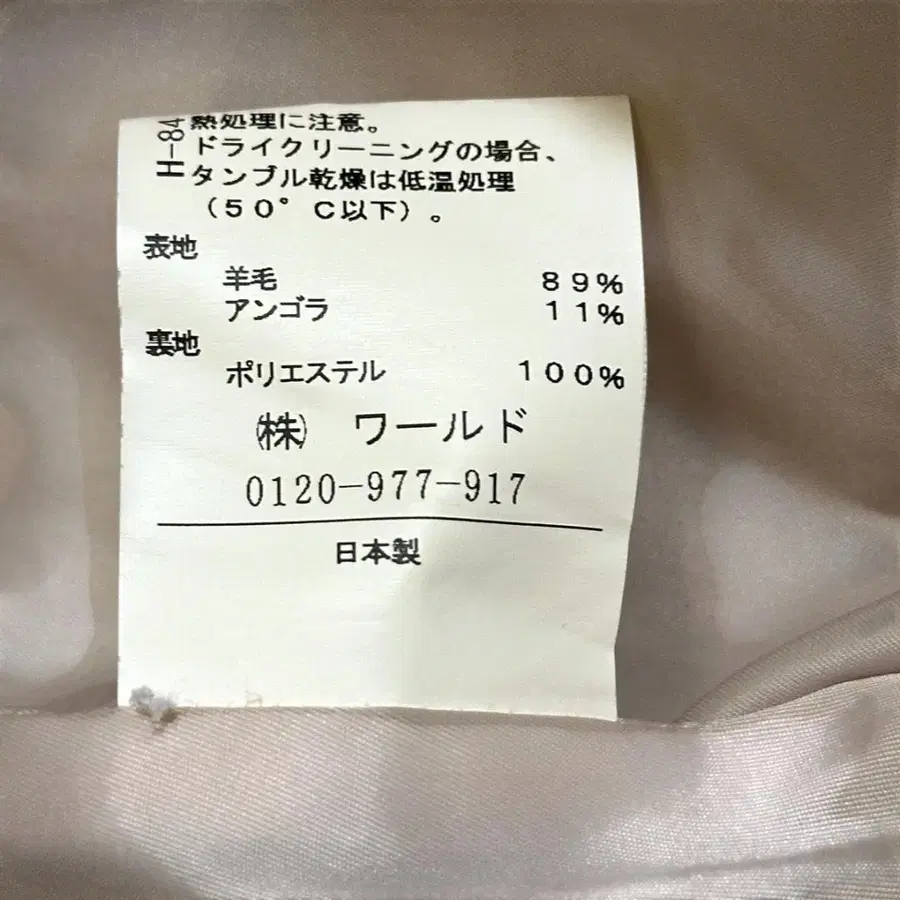 H-84
熱処理に注意。
ドライクリーニングの場合、
タンブル乾燥は低温処理
(50°C以下)。
表地
羊毛 89%
アンゴラ 11%
裏地
ポリエステル 100%
㈱ ワールド
0120-977-917
日本製